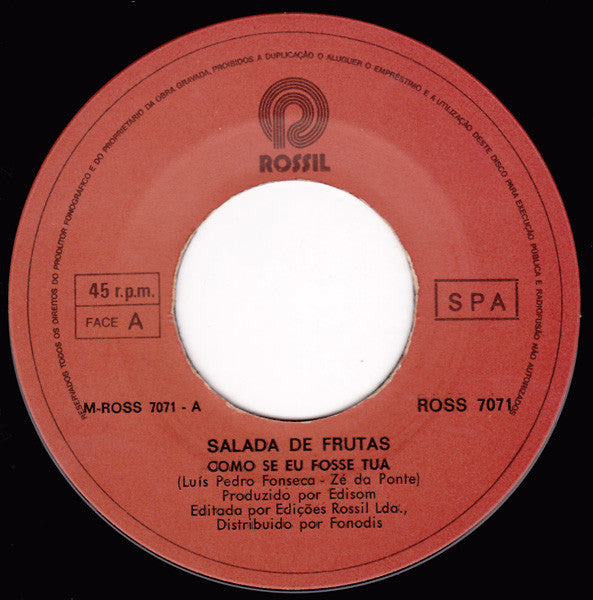 RESERVADOS TODOS OS DIREITOS DO PRODUTOR FONOGRÁFICO E DO PROPRIETARIO DA OBRA GRAVADA, PROIBIDOS A DUPLICAÇÃO O ALUGUER O EMPRÉSTIMO E A UTILIZAÇÃO DESTE DISCO PARA EXECUÇÃO PÚBLICA E RADIOFUSÃO NÃO AUTORIZADOS
ROSSIL
45 r.p.m.
FACE A
SPA
M-ROSS 7071 - A
ROSS 7071
SALADA DE FRUTAS
COMO SE EU FOSSE TUA
(Luís Pedro Fonseca - Zé da Ponte)
Produzido por Edisom
Editada por Edições Rossil Lda.,
Distribuido por Fonodis